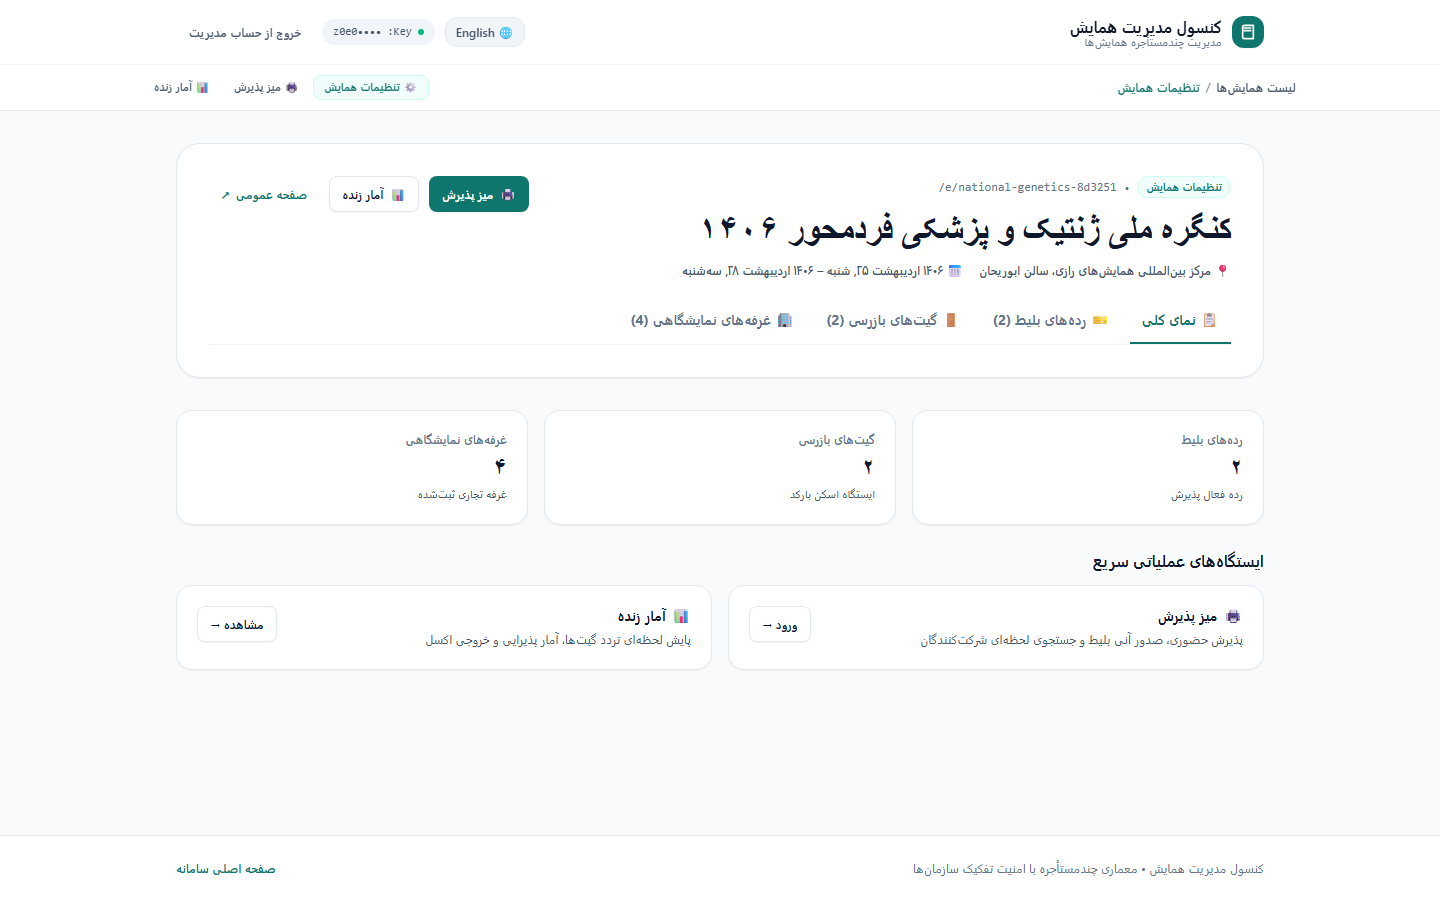 کنسول مدیریت همایش
مدیریت چندمستأجره همایش‌ها
English
Key: ••••z0e0
خروج از حساب مدیریت
لیست همایش‌ها / تنظیمات همایش
تنظیمات همایش
میز پذیرش
آمار زنده
تنظیمات همایش • /e/national-genetics-8d3251
میز پذیرش
آمار زنده
صفحه عمومی ↗
کنگره ملی ژنتیک و پزشکی فردمحور ۱۴۰۶
مرکز بین‌المللی همایش‌های رازی، سالن ابوریحان
۱۴۰۶ اردیبهشت ۲۵, شنبه – ۱۴۰۶ اردیبهشت ۲۸, سه‌شنبه
نمای کلی
رده‌های بلیط (2)
گیت‌های بازرسی (2)
غرفه‌های نمایشگاهی (4)
رده‌های بلیط
۲
رده فعال پذیرش
گیت‌های بازرسی
۲
ایستگاه اسکن بارکد
غرفه‌های نمایشگاهی
۴
غرفه تجاری ثبت‌شده
ایستگاه‌های عملیاتی سریع
میز پذیرش
پذیرش حضوری، صدور آنی بلیط و جستجوی لحظه‌ای شرکت‌کنندگان
ورود →
آمار زنده
پایش لحظه‌ای تردد گیت‌ها، آمار پذیرایی و خروجی اکسل
مشاهده →
کنسول مدیریت همایش • معماری چندمستأجره با امنیت تفکیک سازمان‌ها
صفحه اصلی سامانه